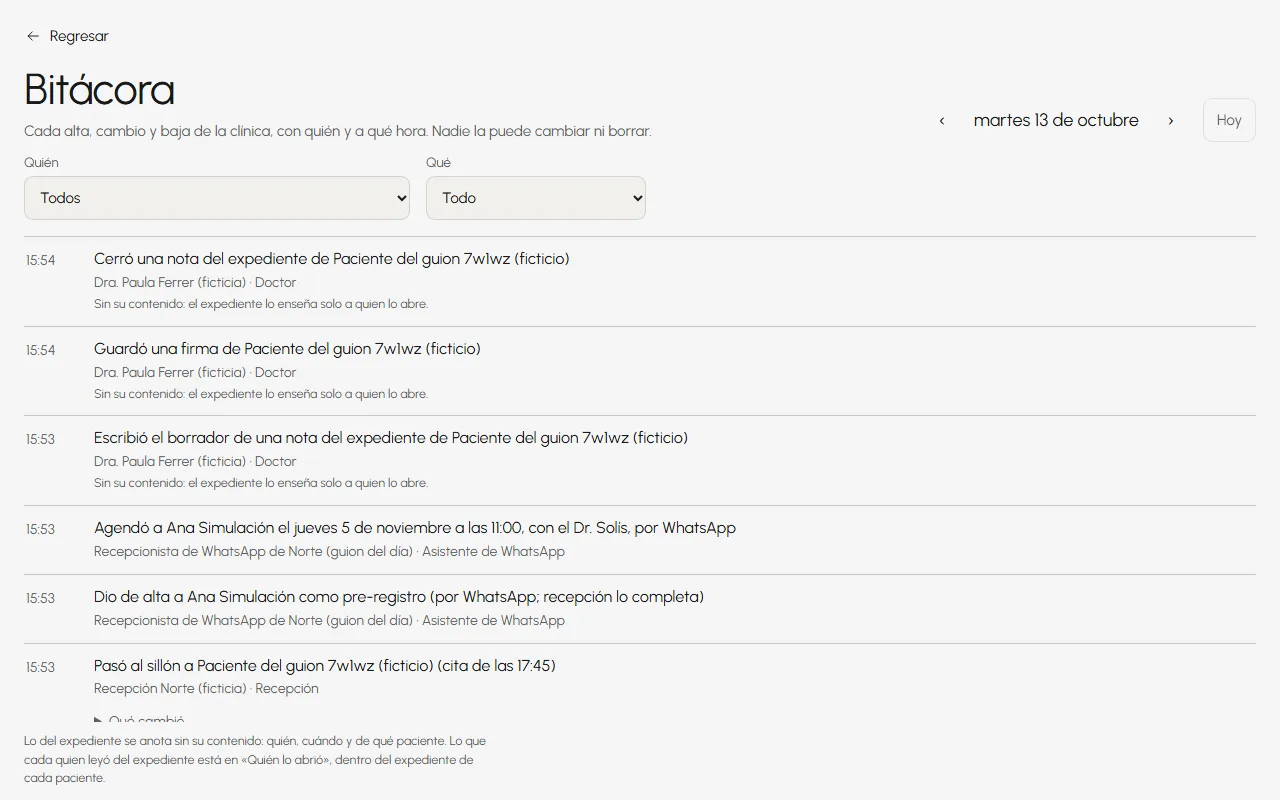 ← Regresar
Bitácora
Cada alta, cambio y baja de la clínica, con quién y a qué hora. Nadie la puede cambiar ni borrar.
‹ martes 13 de octubre › Hoy
Quién Qué
Todos Todo
15:54 Cerró una nota del expediente de Paciente del guion 7w1wz (ficticio)
Dra. Paula Ferrer (ficticia) · Doctor
Sin su contenido: el expediente lo enseña solo a quien lo abre.
15:54 Guardó una firma de Paciente del guion 7w1wz (ficticio)
Dra. Paula Ferrer (ficticia) · Doctor
Sin su contenido: el expediente lo enseña solo a quien lo abre.
15:53 Escribió el borrador de una nota del expediente de Paciente del guion 7w1wz (ficticio)
Dra. Paula Ferrer (ficticia) · Doctor
Sin su contenido: el expediente lo enseña solo a quien lo abre.
15:53 Agendó a Ana Simulación el jueves 5 de noviembre a las 11:00, con el Dr. Solís, por WhatsApp
Recepcionista de WhatsApp de Norte (guion del día) · Asistente de WhatsApp
15:53 Dio de alta a Ana Simulación como pre-registro (por WhatsApp; recepción lo completa)
Recepcionista de WhatsApp de Norte (guion del día) · Asistente de WhatsApp
15:53 Pasó al sillón a Paciente del guion 7w1wz (ficticio) (cita de las 17:45)
Recepción Norte (ficticia) · Recepción
▶ Qué cambió
Lo del expediente se anota sin su contenido: quién, cuándo y de qué paciente. Lo que
cada quien leyó del expediente está en «Quién lo abrió», dentro del expediente de
cada paciente.